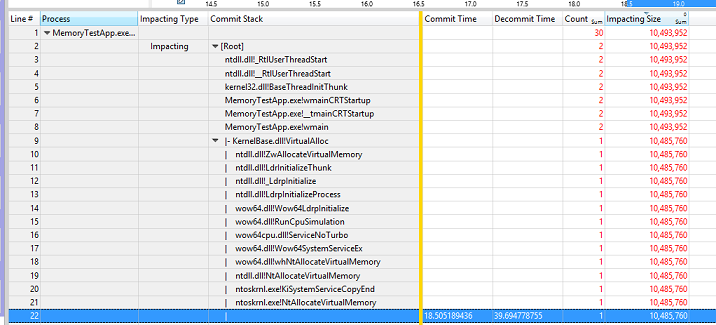 14.5 15.0 15.5 16.0 16.5 17.0 17.5 18.0 18.5 19.0
Line # Process Impacting Type Commit Stack Commit Time Decommit Time Count Sum Impacting Size Sum
1 MemoryTestApp.exe... 30 10,493,952
2 Impacting [Root] 2 10,493,952
3 ntdll.dll!_RtlUserThreadStart 2 10,493,952
4 ntdll.dll!__RtlUserThreadStart 2 10,493,952
5 kernel32.dll!BaseThreadInitThunk 2 10,493,952
6 MemoryTestApp.exe!wmainCRTStartup 2 10,493,952
7 MemoryTestApp.exe!__tmainCRTStartup 2 10,493,952
8 MemoryTestApp.exe!wmain 2 10,493,952
9 |- KernelBase.dll!VirtualAlloc 1 10,485,760
10 | ntdll.dll!ZwAllocateVirtualMemory 1 10,485,760
11 | ntdll.dll!LdrInitializeThunk 1 10,485,760
12 | ntdll.dll!_LdrpInitialize 1 10,485,760
13 | ntdll.dll!LdrpInitializeProcess 1 10,485,760
14 | wow64.dll!Wow64LdrpInitialize 1 10,485,760
15 | wow64.dll!RunCpuSimulation 1 10,485,760
16 | wow64cpu.dll!ServiceNoTurbo 1 10,485,760
17 | wow64.dll!Wow64SystemServiceEx 1 10,485,760
18 | wow64.dll!whNtAllocateVirtualMemory 1 10,485,760
19 | ntdll.dll!NtAllocateVirtualMemory 1 10,485,760
20 | ntoskrnl.exe!KiSystemServiceCopyEnd 1 10,485,760
21 | ntoskrnl.exe!NtAllocateVirtualMemory 1 10,485,760
22 | 18.505189436 39.694778755 1 10,485,760